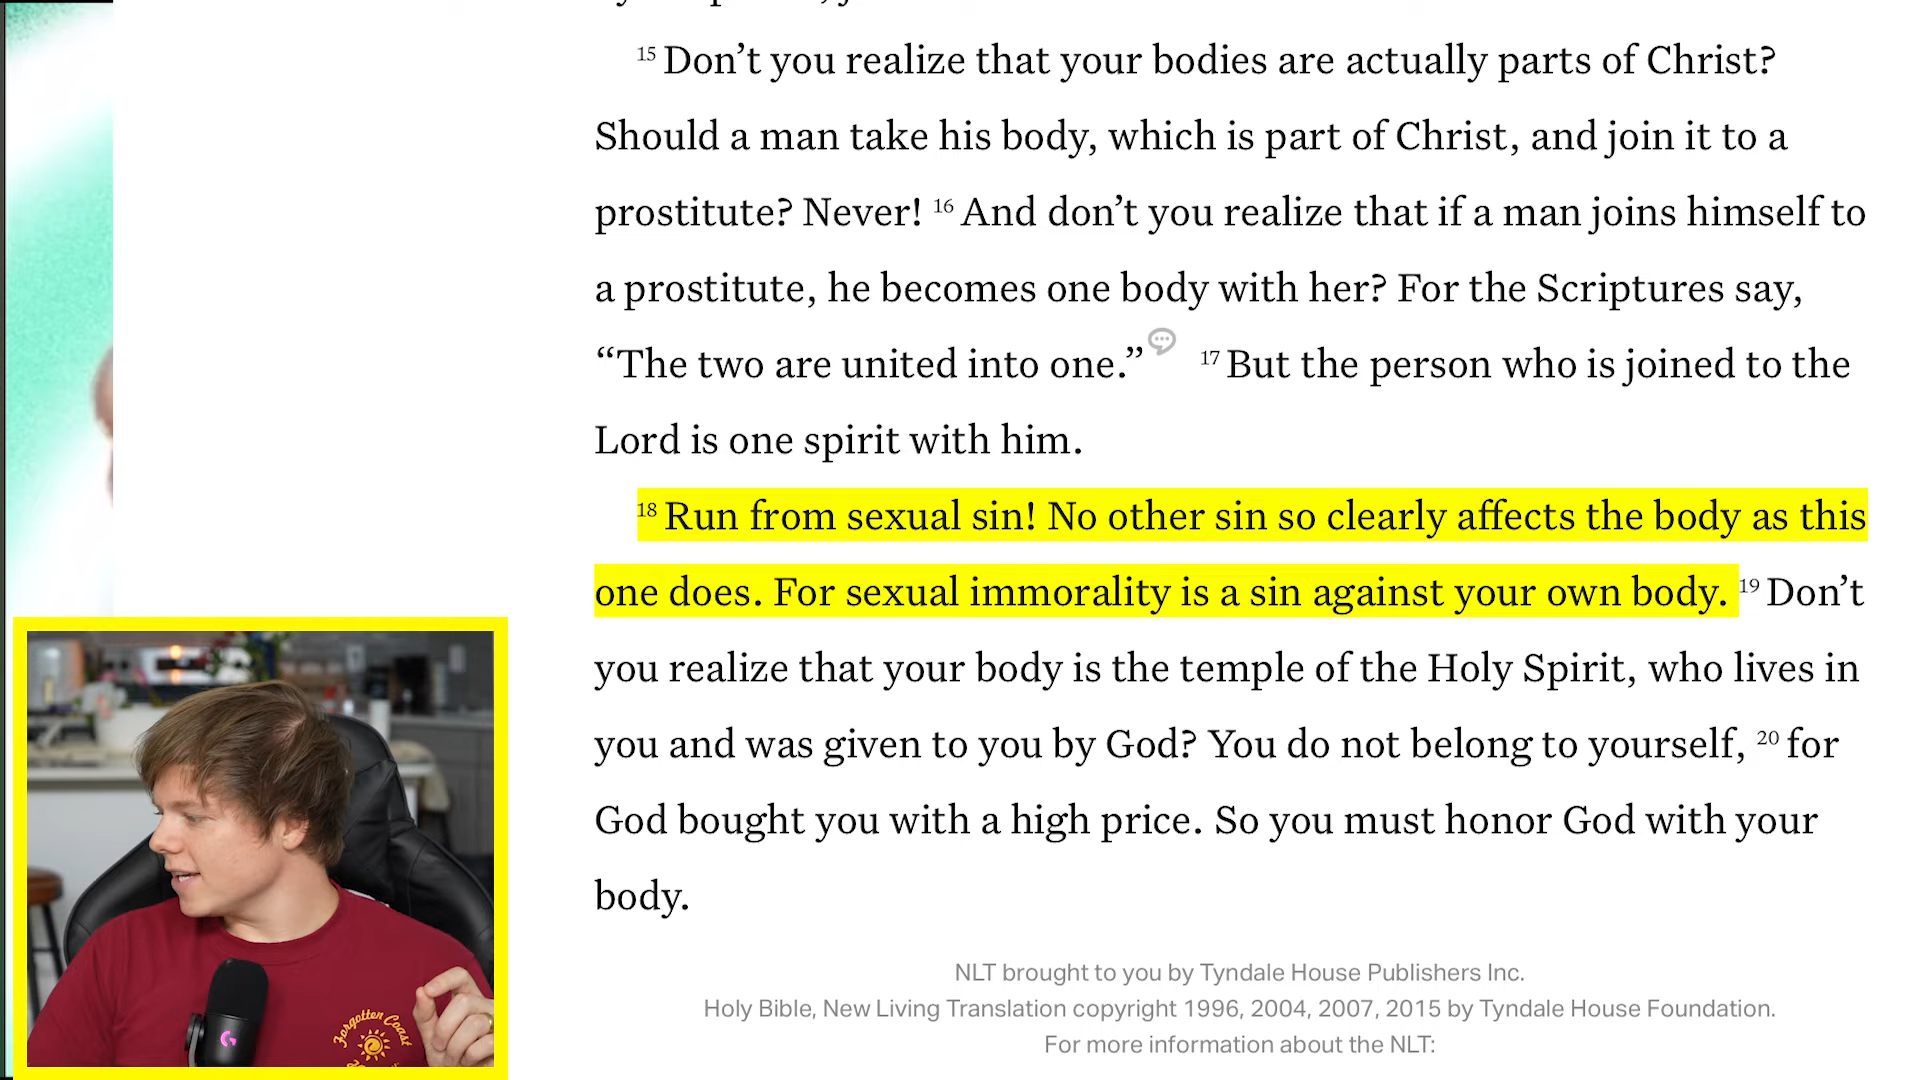 15 Don’t you realize that your bodies are actually parts of Christ?
Should a man take his body, which is part of Christ, and join it to a
prostitute? Never! 16 And don’t you realize that if a man joins himself to
a prostitute, he becomes one body with her? For the Scriptures say,
“The two are united into one.” 17 But the person who is joined to the
Lord is one spirit with him.
18 Run from sexual sin! No other sin so clearly affects the body as this
one does. For sexual immorality is a sin against your own body. 19 Don’t
you realize that your body is the temple of the Holy Spirit, who lives in
you and was given to you by God? You do not belong to yourself, 20 for
God bought you with a high price. So you must honor God with your
body.
NLT brought to you by Tyndale House Publishers Inc.
Holy Bible, New Living Translation copyright 1996, 2004, 2007, 2015 by Tyndale House Foundation.
For more information about the NLT:
Forgotten Coast